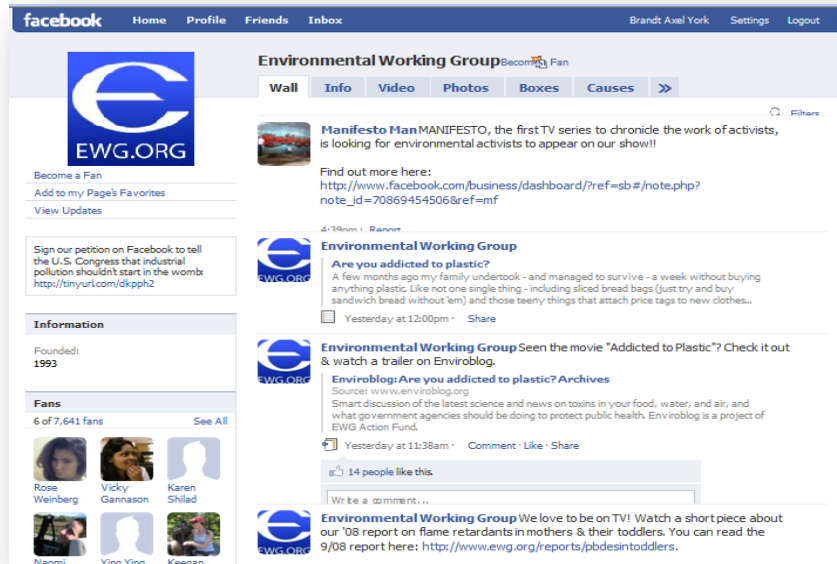 facebook Home Profile Friends Inbox Brandt Axel York Settings Logout
EWG.ORG
Become a Fan
Add to my Page's Favorites
View Updates
Sign our petition on Facebook to tell
the U.S. Congress that industrial
pollution shouldn't start in the womb:
http://tinyurl.com/dkpph2
Information
Founded:
1993
Fans
6 of 7,641 fans See All
Rose
Weinberg
Vicky
Gannason
Karen
Shilad
Naomi Ying Ying Keegan
Environmental Working Group Become a Fan
Wall Info Video Photos Boxes Causes »
Filters
Manifesto Man MANIFESTO, the first TV series to chronicle the work of activists,
is looking for environmental activists to appear on our show!!
Find out more here:
http://www.facebook.com/business/dashboard/?ref=sb#/note.php?
note_id=70869454506&ref=mf
4:39pm · Report
EWG.ORG
Environmental Working Group
Are you addicted to plastic?
A few months ago my family undertook - and managed to survive - a week without buying
anything plastic. Like not one single thing - including sliced bread bags (just try and buy
sandwich bread without 'em) and those teeny things that attach price tags to new clothes...
Yesterday at 12:00pm · Share
EWG.ORG
Environmental Working Group Seen the movie "Addicted to Plastic"? Check it out
& watch a trailer on Enviroblog.
Enviroblog: Are you addicted to plastic? Archives
Source: www.enviroblog.org
Smart discussion of the latest science and news on toxins in your food, water, and air, and
what government agencies should be doing to protect public health. Enviroblog is a project of
EWG Action Fund.
Yesterday at 11:38am · Comment · Like · Share
14 people like this.
Write a comment...
EWG.ORG
Environmental Working Group We love to be on TV! Watch a short piece about
our '08 report on flame retardants in mothers & their toddlers. You can read the
9/08 report here: http://www.ewg.org/reports/pbdesintoddlers.